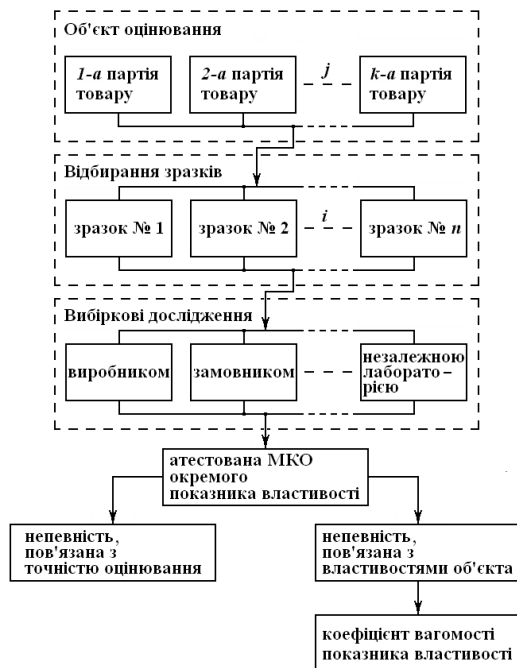 Об'єкт оцінювання
1-а партія товару
2-а партія товару
j
k-а партія товару
Відбирання зразків
зразок № 1
зразок № 2
i
зразок № n
Вибіркові дослідження
виробником
замовником
незалежною
лаборато –
рією
атестована МКО
окремого
показника властивості
непевність,
пов'язана з
точністю оцінювання
непевність,
пов'язана з
властивостями об'єкта
коефіцієнт вагомості
показника властивості